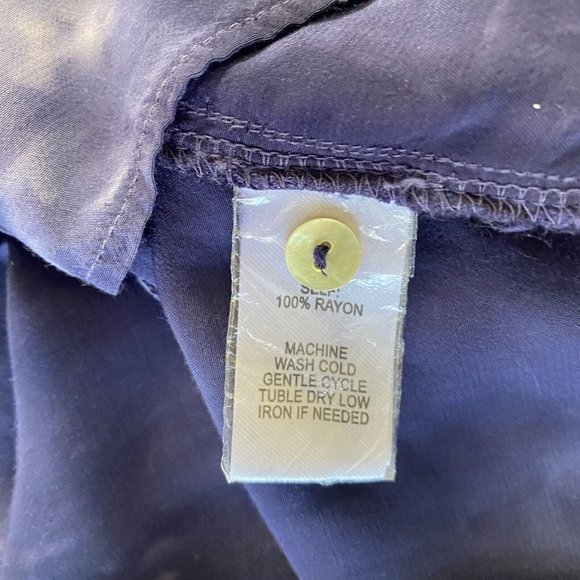 SELF:
100% RAYON
MACHINE
WASH COLD
GENTLE CYCLE
TUBLE DRY LOW
IRON IF NEEDED